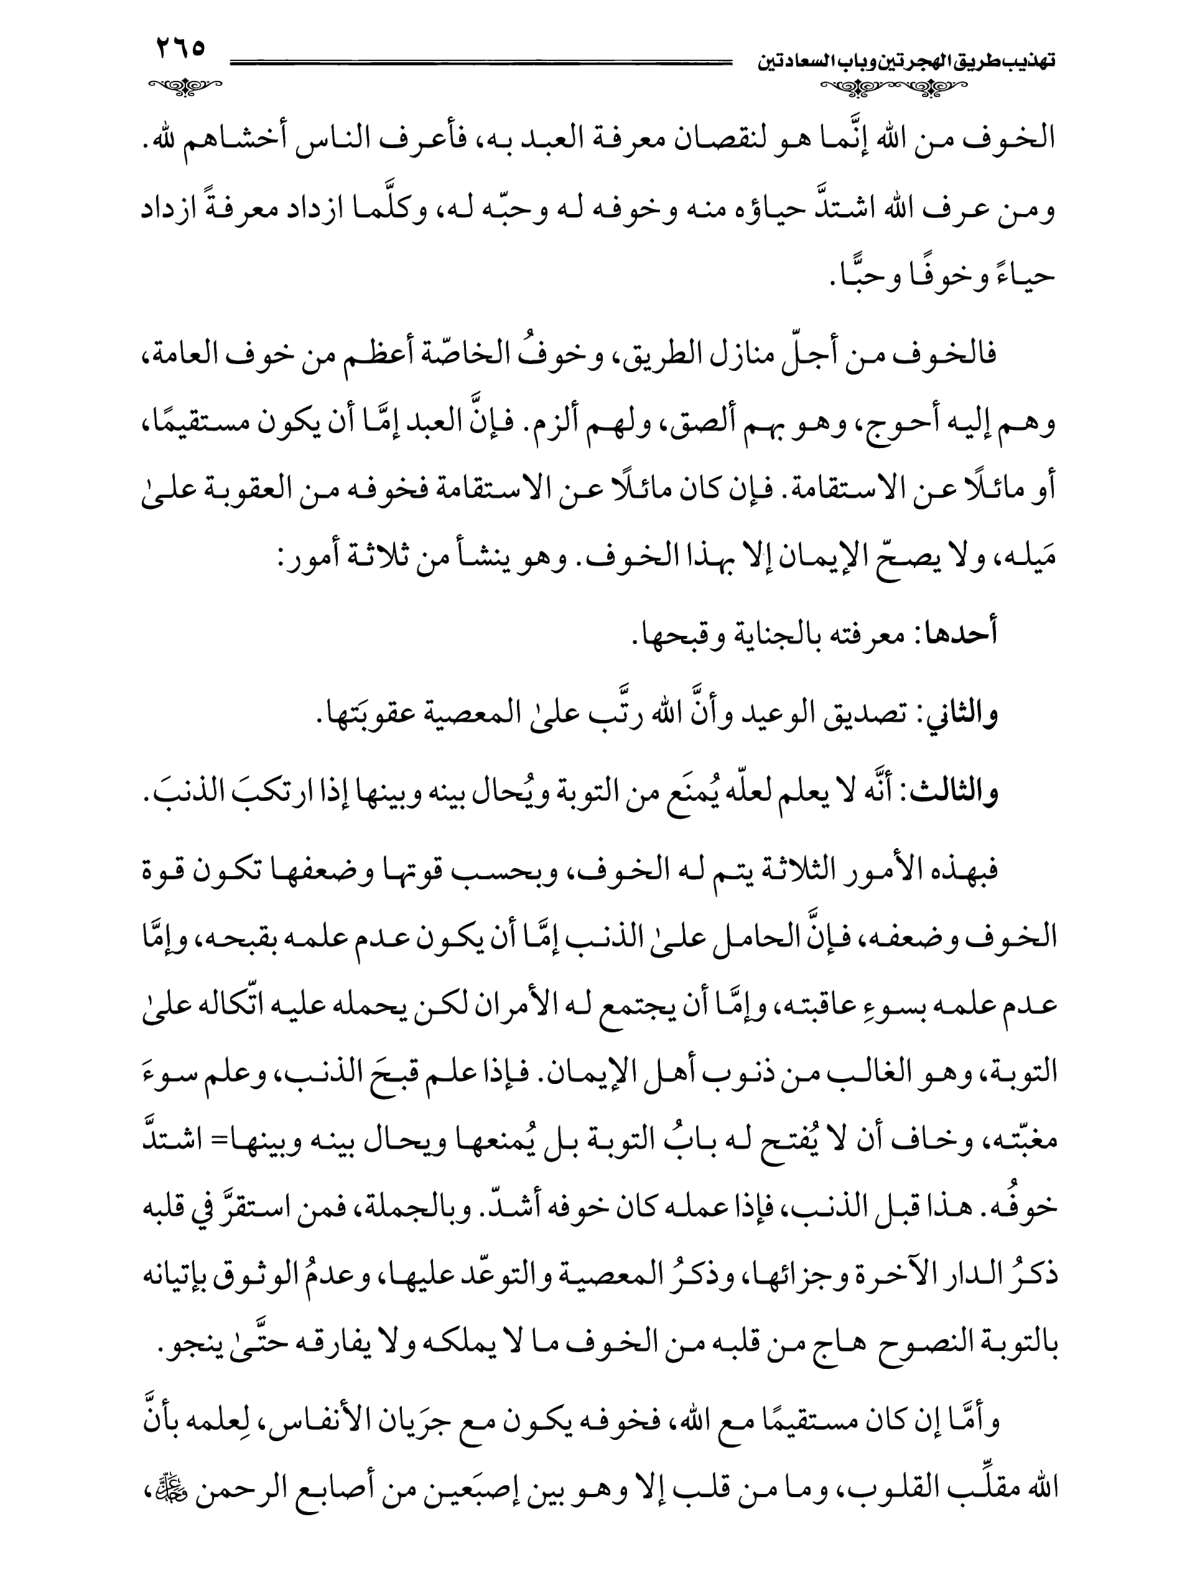 تهذيب طريق الهجرتين وباب السعادتين
٢٦٥
الخوف من الله إنَّما هو لنقصان معرفة العبد به، فأعرف الناس أخشاهم لله.
ومن عرف الله اشتدَّ حياؤه منه وخوفه له وحبّه له، وكلَّما ازداد معرفةً ازداد
حياءً وخوفًا وحبًّا.
فالخوف من أجلّ منازل الطريق، وخوفُ الخاصّة أعظم من خوف العامة،
وهم إليه أحوج، وهو بهم ألصق، ولهم ألزم. فإنَّ العبد إمَّا أن يكون مستقيمًا،
أو مائلًا عن الاستقامة. فإن كان مائلًا عن الاستقامة فخوفه من العقوبة علىٰ
مَيله، ولا يصحّ الإيمان إلا بهذا الخوف. وهو ينشأ من ثلاثة أمور:
أحدها: معرفته بالجناية وقبحها.
والثاني: تصديق الوعيد وأنَّ الله رتَّب علىٰ المعصية عقوبَتها.
والثالث: أنَّه لا يعلم لعلّه يُمنَع من التوبة ويُحال بينه وبينها إذا ارتكبَ الذنبَ.
فبهذه الأمور الثلاثة يتم له الخوف، وبحسب قوتها وضعفها تكون قوة
الخوف وضعفه، فإنَّ الحامل علىٰ الذنب إمَّا أن يكون عدم علمه بقبحه، وإمَّا
عدم علمه بسوءِ عاقبته، وإمَّا أن يجتمع له الأمران لكن يحمله عليه اتّكاله علىٰ
التوبة، وهو الغالب من ذنوب أهل الإيمان. فإذا علم قبحَ الذنب، وعلم سوءَ
مغبّته، وخاف أن لا يُفتح له بابُ التوبة بل يُمنعها ويحال بينه وبينها= اشتدَّ
خوفُه. هذا قبل الذنب، فإذا عمله كان خوفه أشدّ. وبالجملة، فمن استقرَّ في قلبه
ذكرُ الدار الآخرة وجزائها، وذكرُ المعصية والتوعّد عليها، وعدمُ الوثوق بإتيانه
بالتوبة النصوح هاج من قلبه من الخوف ما لا يملكه ولا يفارقه حتَّىٰ ينجو.
وأمَّا إن كان مستقيمًا مع الله، فخوفه يكون مع جرَيان الأنفاس، لِعلمه بأنَّ
الله مقلِّب القلوب، وما من قلب إلا وهو بين إصبَعين من أصابع الرحمن ﷿،